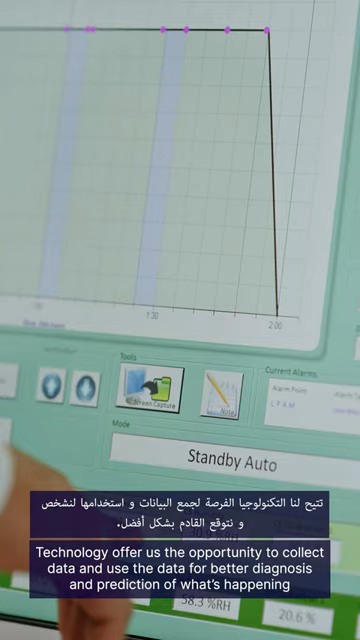 1:30
2:00
Tools
Current Alarms
Screen Capture
Notes
Alarm Point
L P A M
Mode
Standby Auto
تتيح لنا التكنولوجيا الفرصة لجمع البيانات و استخدامها لنشخص
و نتوقع القادم بشكل أفضل.
Technology offer us the opportunity to collect
data and use the data for better diagnosis
and prediction of what's happening
58.3 %RH
20.6 %